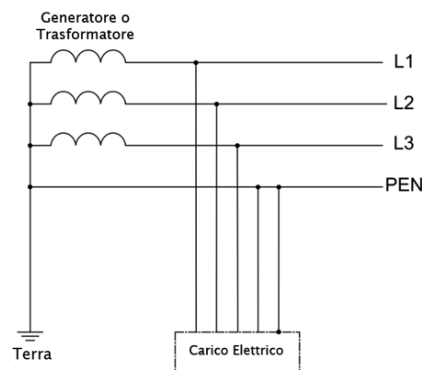 Generatore o
Trasformatore
L1
L2
L3
PEN
Terra
Carico Elettrico